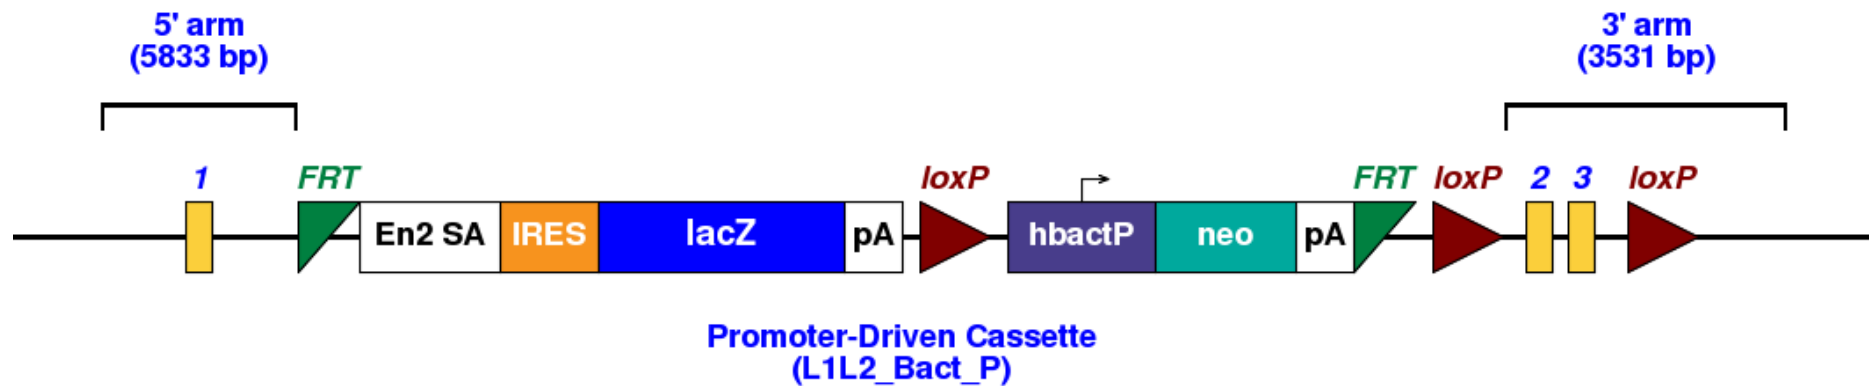 5' arm
(5833 bp)
3' arm
(3531 bp)
1 FRT loxP FRT loxP 2 3 loxP
En2 SA IRES lacZ pA hbactP neo pA
Promoter-Driven Cassette
(L1L2_Bact_P)